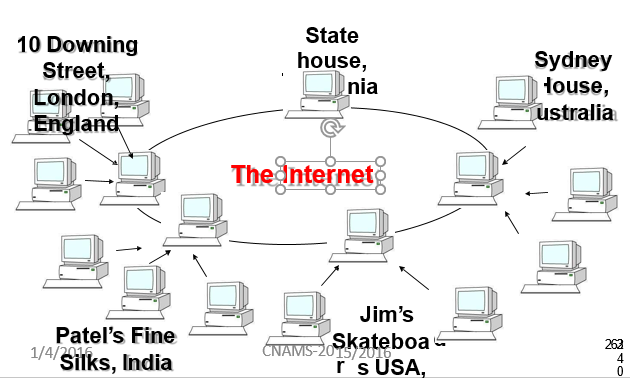 10 Downing
Street,
London,
England
State
house,
nia
Sydney
House,
ustralia
The Internet
Patel's Fine
Silks, India
Jim's
Skateboa
r s USA,
1/4/2016
CNAMS-2015/2016